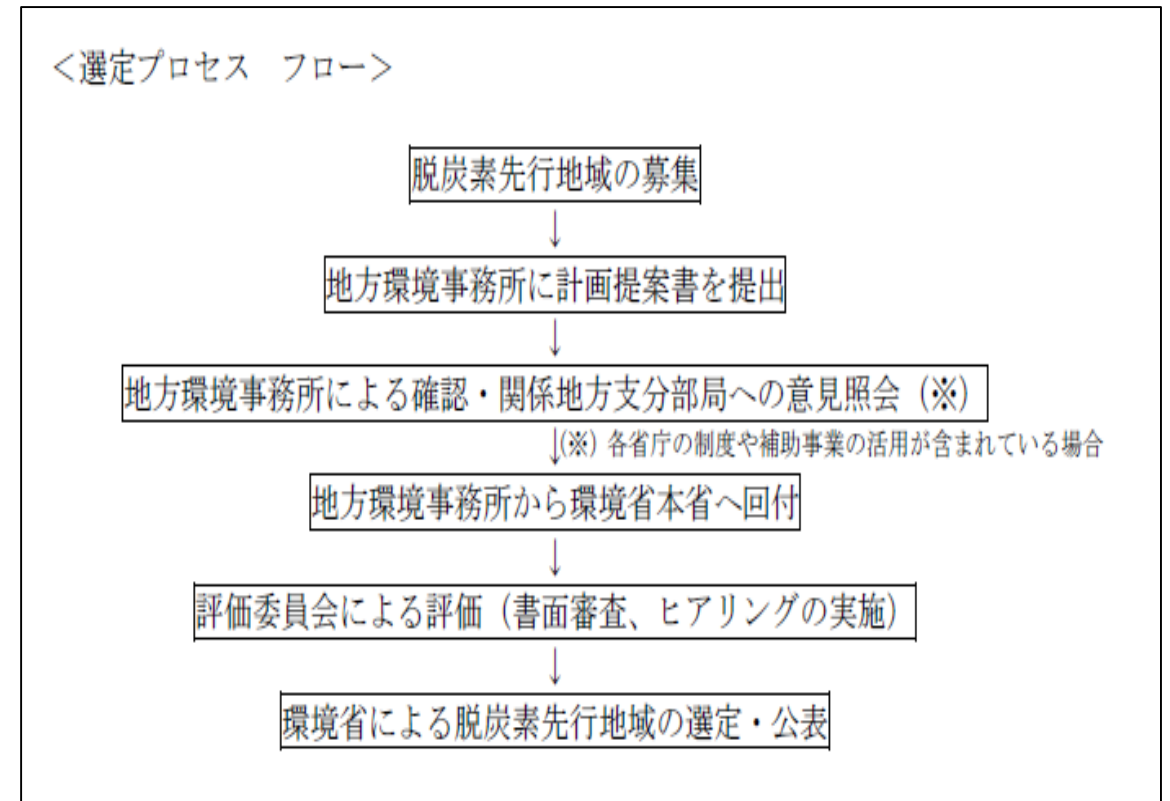 ＜選定プロセス　フロー＞
脱炭素先行地域の募集
↓
地方環境事務所に計画提案書を提出
↓
地方環境事務所による確認・関係地方支分部局への意見照会（※）
↓(※) 各省庁の制度や補助事業の活用が含まれている場合
地方環境事務所から環境省本省へ回付
↓
評価委員会による評価（書面審査、ヒアリングの実施）
↓
環境省による脱炭素先行地域の選定・公表